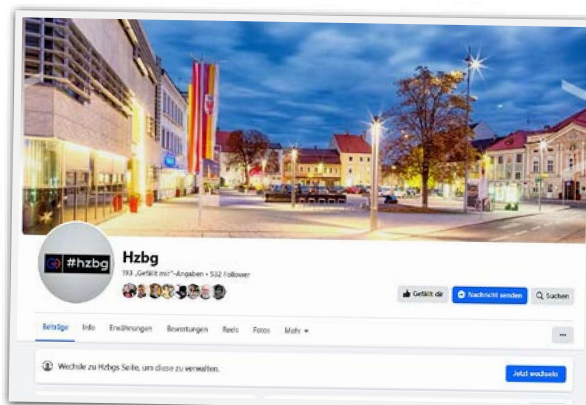 #hzbg
Hzbg
193 „Gefällt mir“-Angaben • 532 Follower
Gefällt dir
Nachricht senden
Suchen
Beiträge Info Erwähnungen Bewertungen Reels Fotos Mehr
Wechsle zu Hzbgs Seite, um diese zu verwalten.
Jetzt wechseln